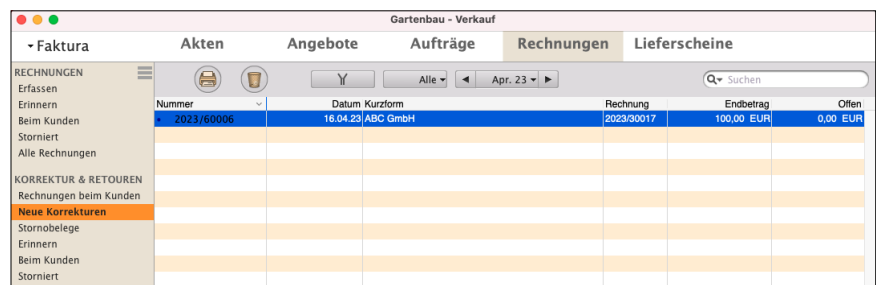 Gartenbau - Verkauf
Faktura Akten Angebote Aufträge Rechnungen Lieferscheine
RECHNUNGEN
Erfassen
Erinnern
Beim Kunden
Storniert
Alle Rechnungen
KORREKTUR & RETOUREN
Rechnungen beim Kunden
Neue Korrekturen
Stornobelege
Erinnern
Beim Kunden
Storniert
Alle Apr. 23 Suchen
Nummer Datum Kurzform Rechnung Endbetrag Offen
2023/60006 16.04.23 ABC GmbH 2023/30017 100,00 EUR 0,00 EUR